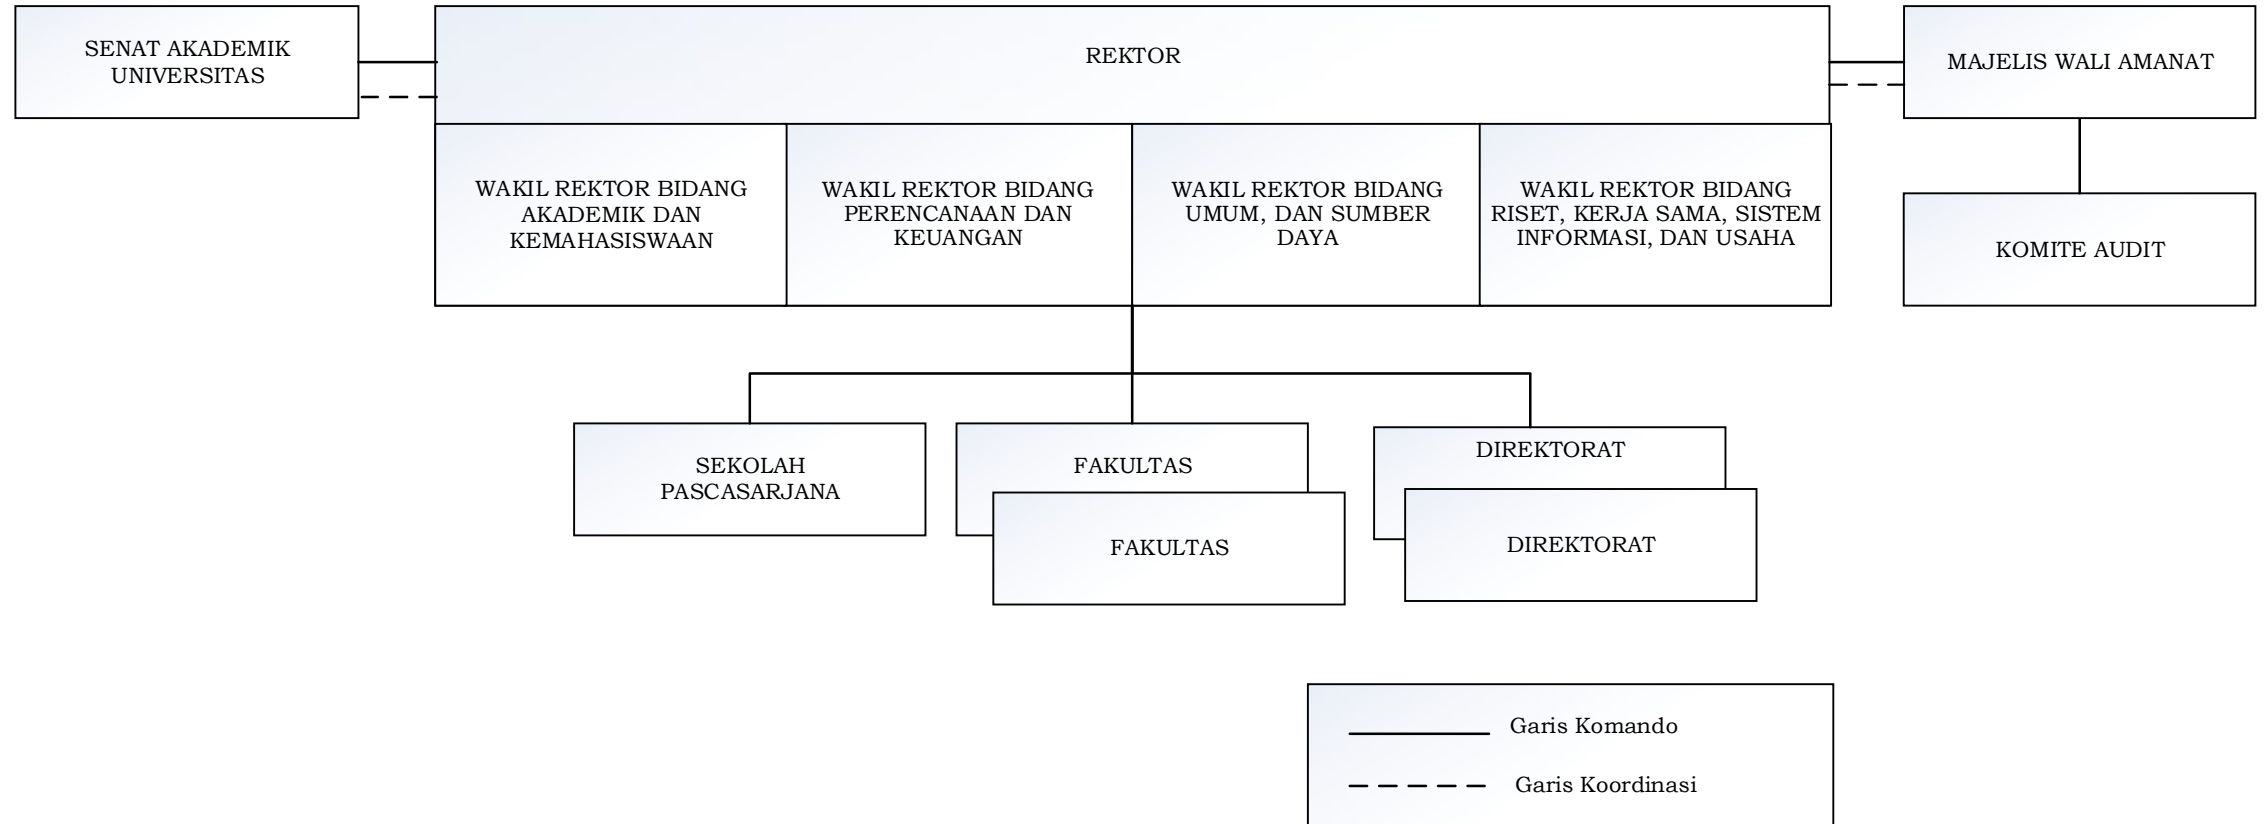 SENAT AKADEMIK
UNIVERSITAS
REKTOR
MAJELIS WALI AMANAT
WAKIL REKTOR BIDANG
AKADEMIK DAN
KEMAHASISWAAN
WAKIL REKTOR BIDANG
PERENCANAAN DAN
KEUANGAN
WAKIL REKTOR BIDANG
UMUM, DAN SUMBER
DAYA
WAKIL REKTOR BIDANG
RISET, KERJA SAMA, SISTEM
INFORMASI, DAN USAHA
KOMITE AUDIT
SEKOLAH
PASCASARJANA
FAKULTAS
FAKULTAS
DIREKTORAT
DIREKTORAT
Garis Komando
Garis Koordinasi